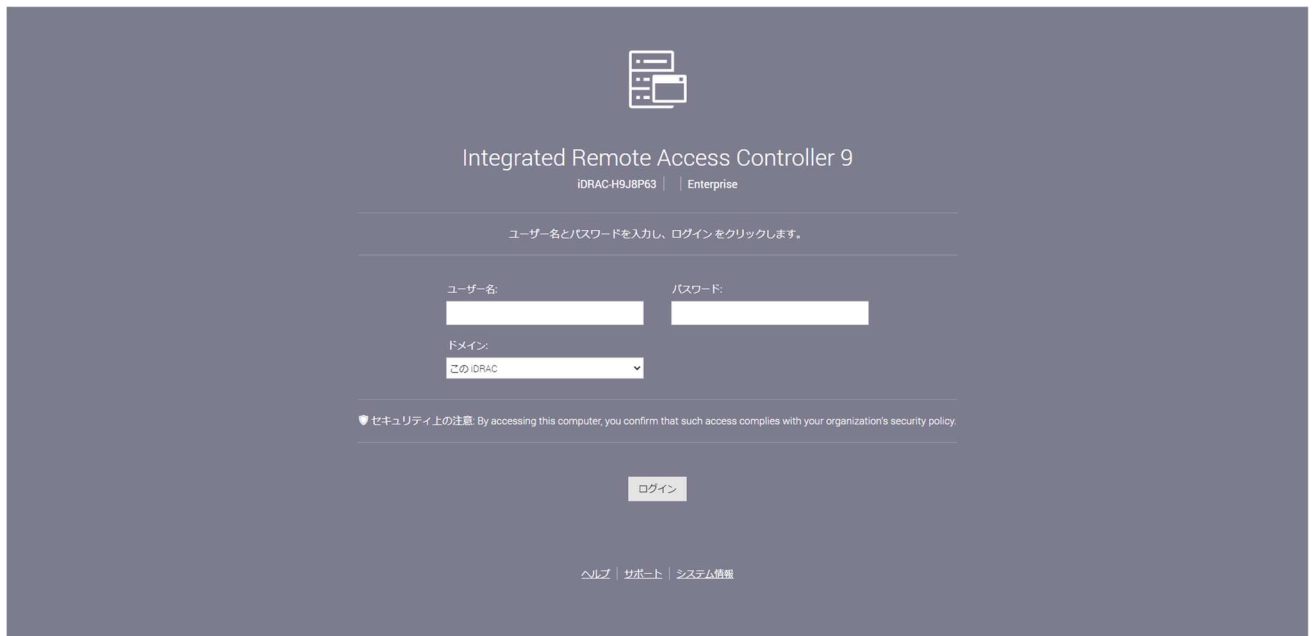 Integrated Remote Access Controller 9
iDRAC-H9J8P63 | | Enterprise
ユーザー名とパスワードを入力し、ログイン をクリックします。
ユーザー名: パスワード:
ドメイン:
この iDRAC
セキュリティ上の注意: By accessing this computer, you confirm that such access complies with your organization's security policy.
ログイン
ヘルプ | サポート | システム情報